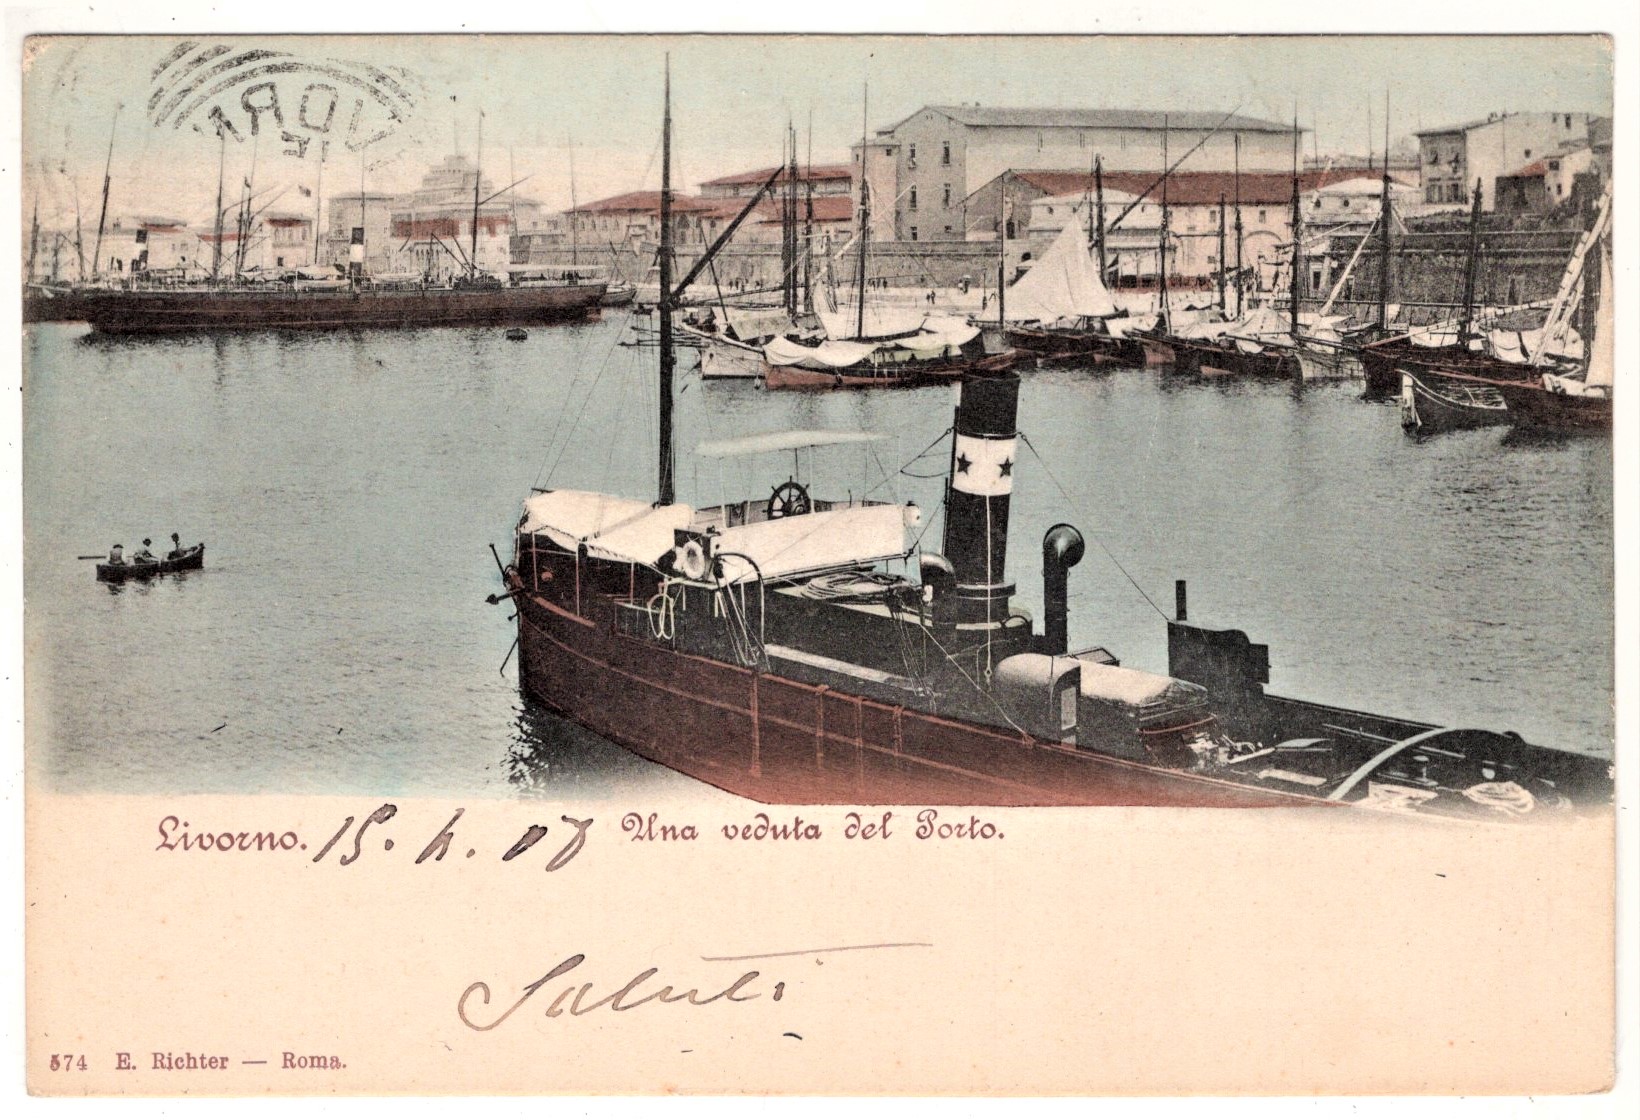 Livorno. 15. 4. 07 Una veduta del Porto.
Saluti
574 E. Richter — Roma.